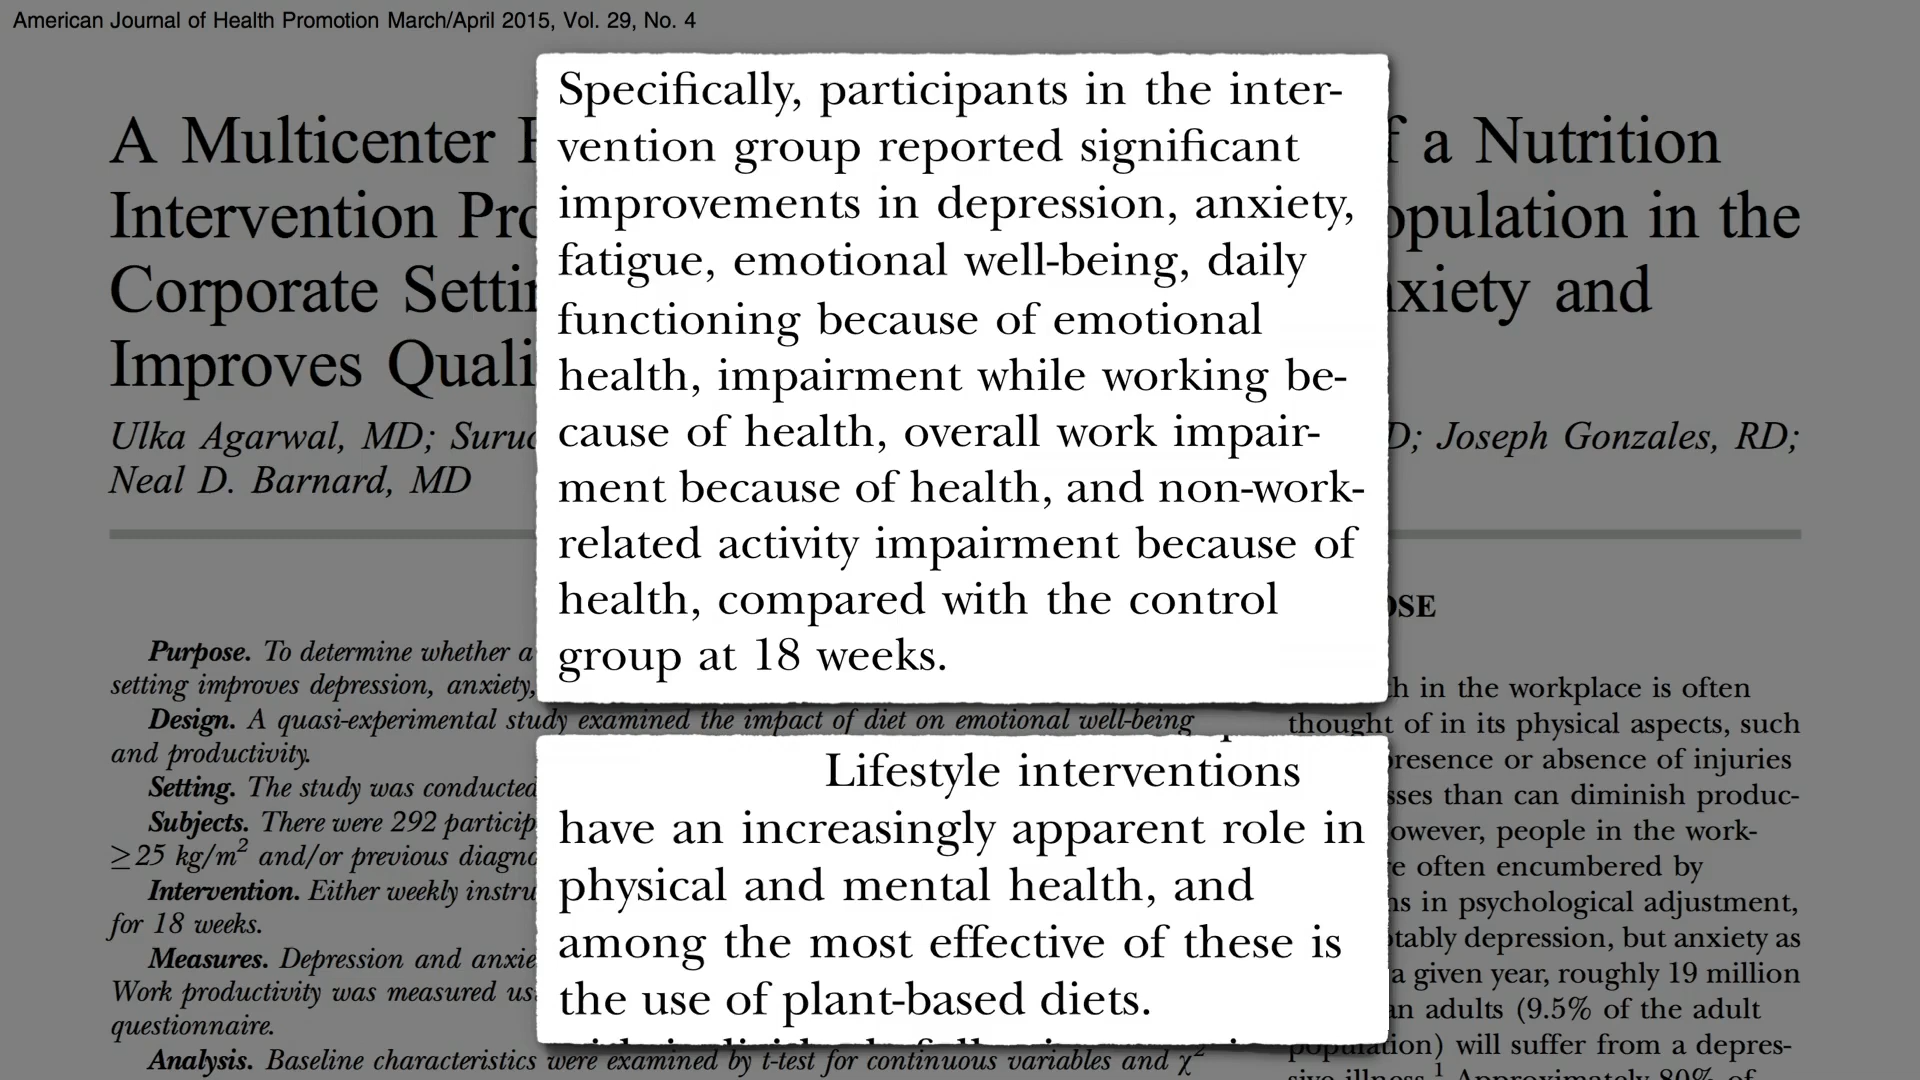 American Journal of Health Promotion March/April 2015, Vol. 29, No. 4
A Multicenter
f a Nutrition
Intervention Pro
opulation in the
Corporate Settin
nxiety and
Improves Quali
Ulka Agarwal, MD; Suruc
D; Joseph Gonzales, RD;
Neal D. Barnard, MD
Specifically, participants in the inter-
vention group reported significant
improvements in depression, anxiety,
fatigue, emotional well-being, daily
functioning because of emotional
health, impairment while working be-
cause of health, overall work impair-
ment because of health, and non-work-
related activity impairment because of
health, compared with the control
group at 18 weeks.
Lifestyle interventions
have an increasingly apparent role in
physical and mental health, and
among the most effective of these is
the use of plant-based diets.
Purpose. To determine whether a
setting improves depression, anxiety,
Design. A quasi-experimental study examined the impact of diet on emotional well-being
and productivity.
Setting. The study was conducted
Subjects. There were 292 particip
≥25 kg/m² and/or previous diagno
Intervention. Either weekly instru
for 18 weeks.
Measures. Depression and anxie
Work productivity was measured us
questionnaire.
Analysis. Baseline characteristics were examined by t-test for continuous variables and χ²
OSE
h in the workplace is often
thought of in its physical aspects, such
presence or absence of injuries
sses than can diminish produc-
owever, people in the work-
re often encumbered by
ns in psychological adjustment,
tably depression, but anxiety as
a given year, roughly 19 million
an adults (9.5% of the adult
population) will suffer from a depres-
sive illness.¹ Approximately 80% of